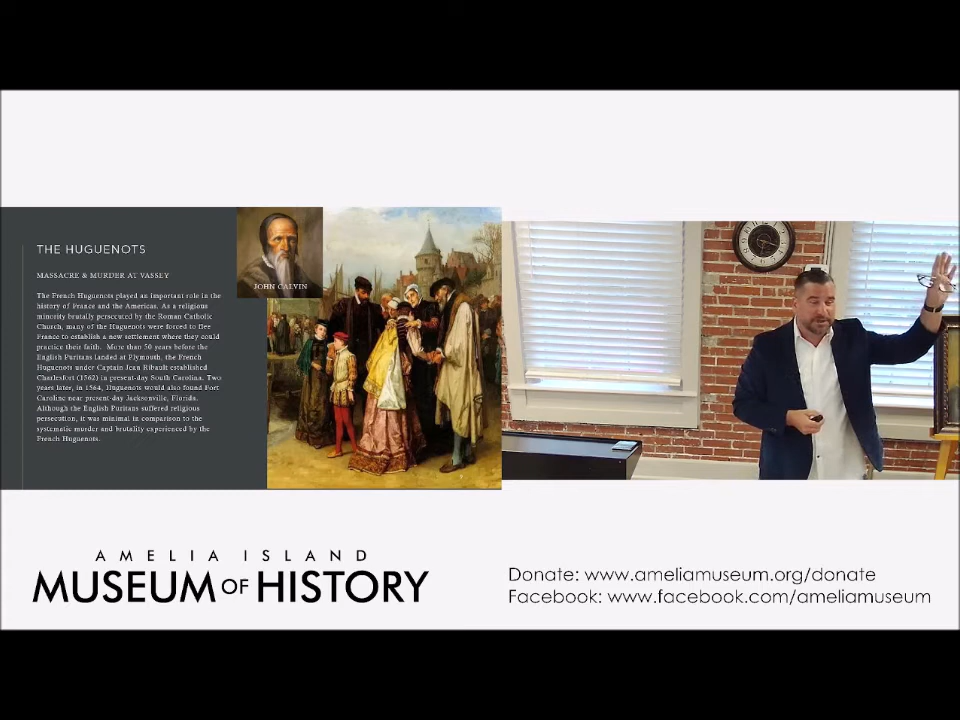 THE HUGUENOTS
MASSACRE & MURDER AT VASSEY
The French Huguenots played an important role in the
history of France and the Americas. As a religious
minority brutally persecuted by the Roman Catholic
Church, many of the Huguenots were forced to flee
France to establish a new settlement where they could
practice their faith. More than 50 years before the
English Puritans landed at Plymouth, the French
Huguenots under Captain Jean Ribault established
Charlesfort (1562) in present-day South Carolina. Two
years later, in 1564, Huguenots would also found Fort
Caroline near present-day Jacksonville, Florida.
Although the English Puritans suffered religious
persecution, it was minimal in comparison to the
systematic murder and brutality experienced by the
French Huguenots.
JOHN CALVIN
AMELIA ISLAND
MUSEUM OF HISTORY
Donate: www.ameliamuseum.org/donate
Facebook: www.facebook.com/ameliamuseum